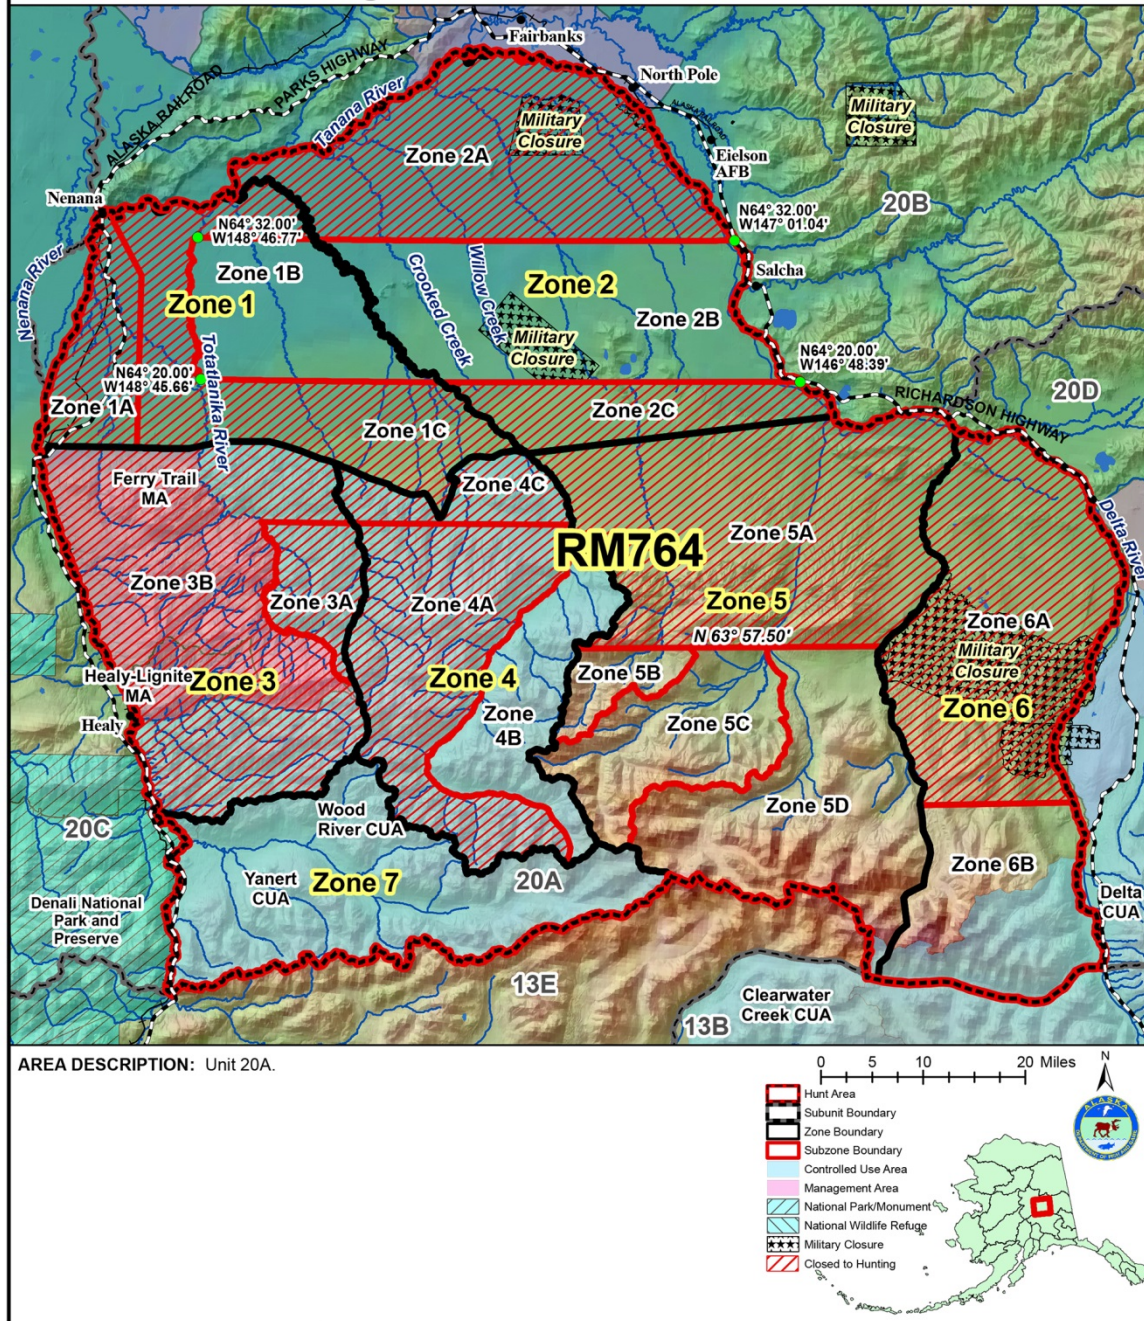 Fairbanks
North Pole
ALASKA RAILROAD
PARKS HIGHWAY
Tanana River
Military
Closure
Military
Closure
Zone 2A
Eielson
AFB
20B
Nenana
N64° 32.00'
W148° 46.77'
N64° 32.00'
W147° 01.04'
Nenana River
Zone 1B
Crooked Creek
Willow Creek
Zone 2
Salcha
Zone 1
Zone 2B
Military
Closure
Totatlanika River
N64° 20.00'
W148° 45.66'
N64° 20.00'
W146° 48.39'
Zone 1A
Zone 1C
Zone 2C
RICHARDSON HIGHWAY
20D
Ferry Trail
MA
Zone 4C
Delta River
RM764
Zone 5A
Zone 3B
Zone 3A
Zone 4A
Zone 5
N 63° 57.50'
Zone 6A
Military
Closure
Healy-Lignite
MA
Zone 3
Zone 4
Zone 5B
Zone 6
Healy
Zone
4B
Zone 5C
Zone 5D
20C
Wood
River CUA
Zone 6B
Yanert
CUA
Zone 7
20A
Denali National
Park and
Preserve
Delta
CUA
13E
Clearwater
Creek CUA
13B
AREA DESCRIPTION: Unit 20A.
0 5 10 20 Miles
N
Hunt Area
Subunit Boundary
Zone Boundary
Subzone Boundary
Controlled Use Area
Management Area
National Park/Monument
National Wildlife Refuge
Military Closure
Closed to Hunting
ALASKA